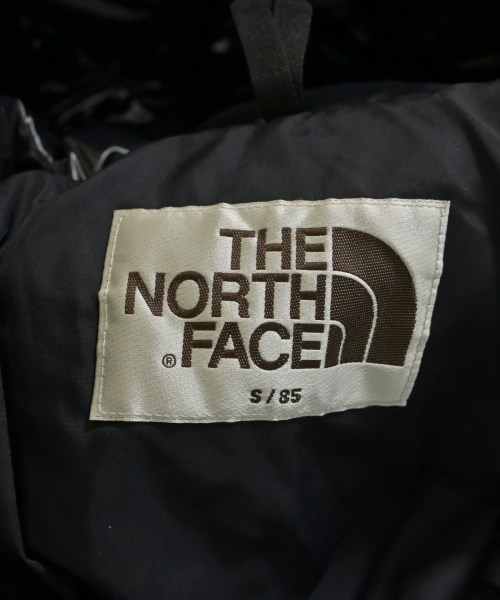 THE
NORTH
® FACE
S / 85